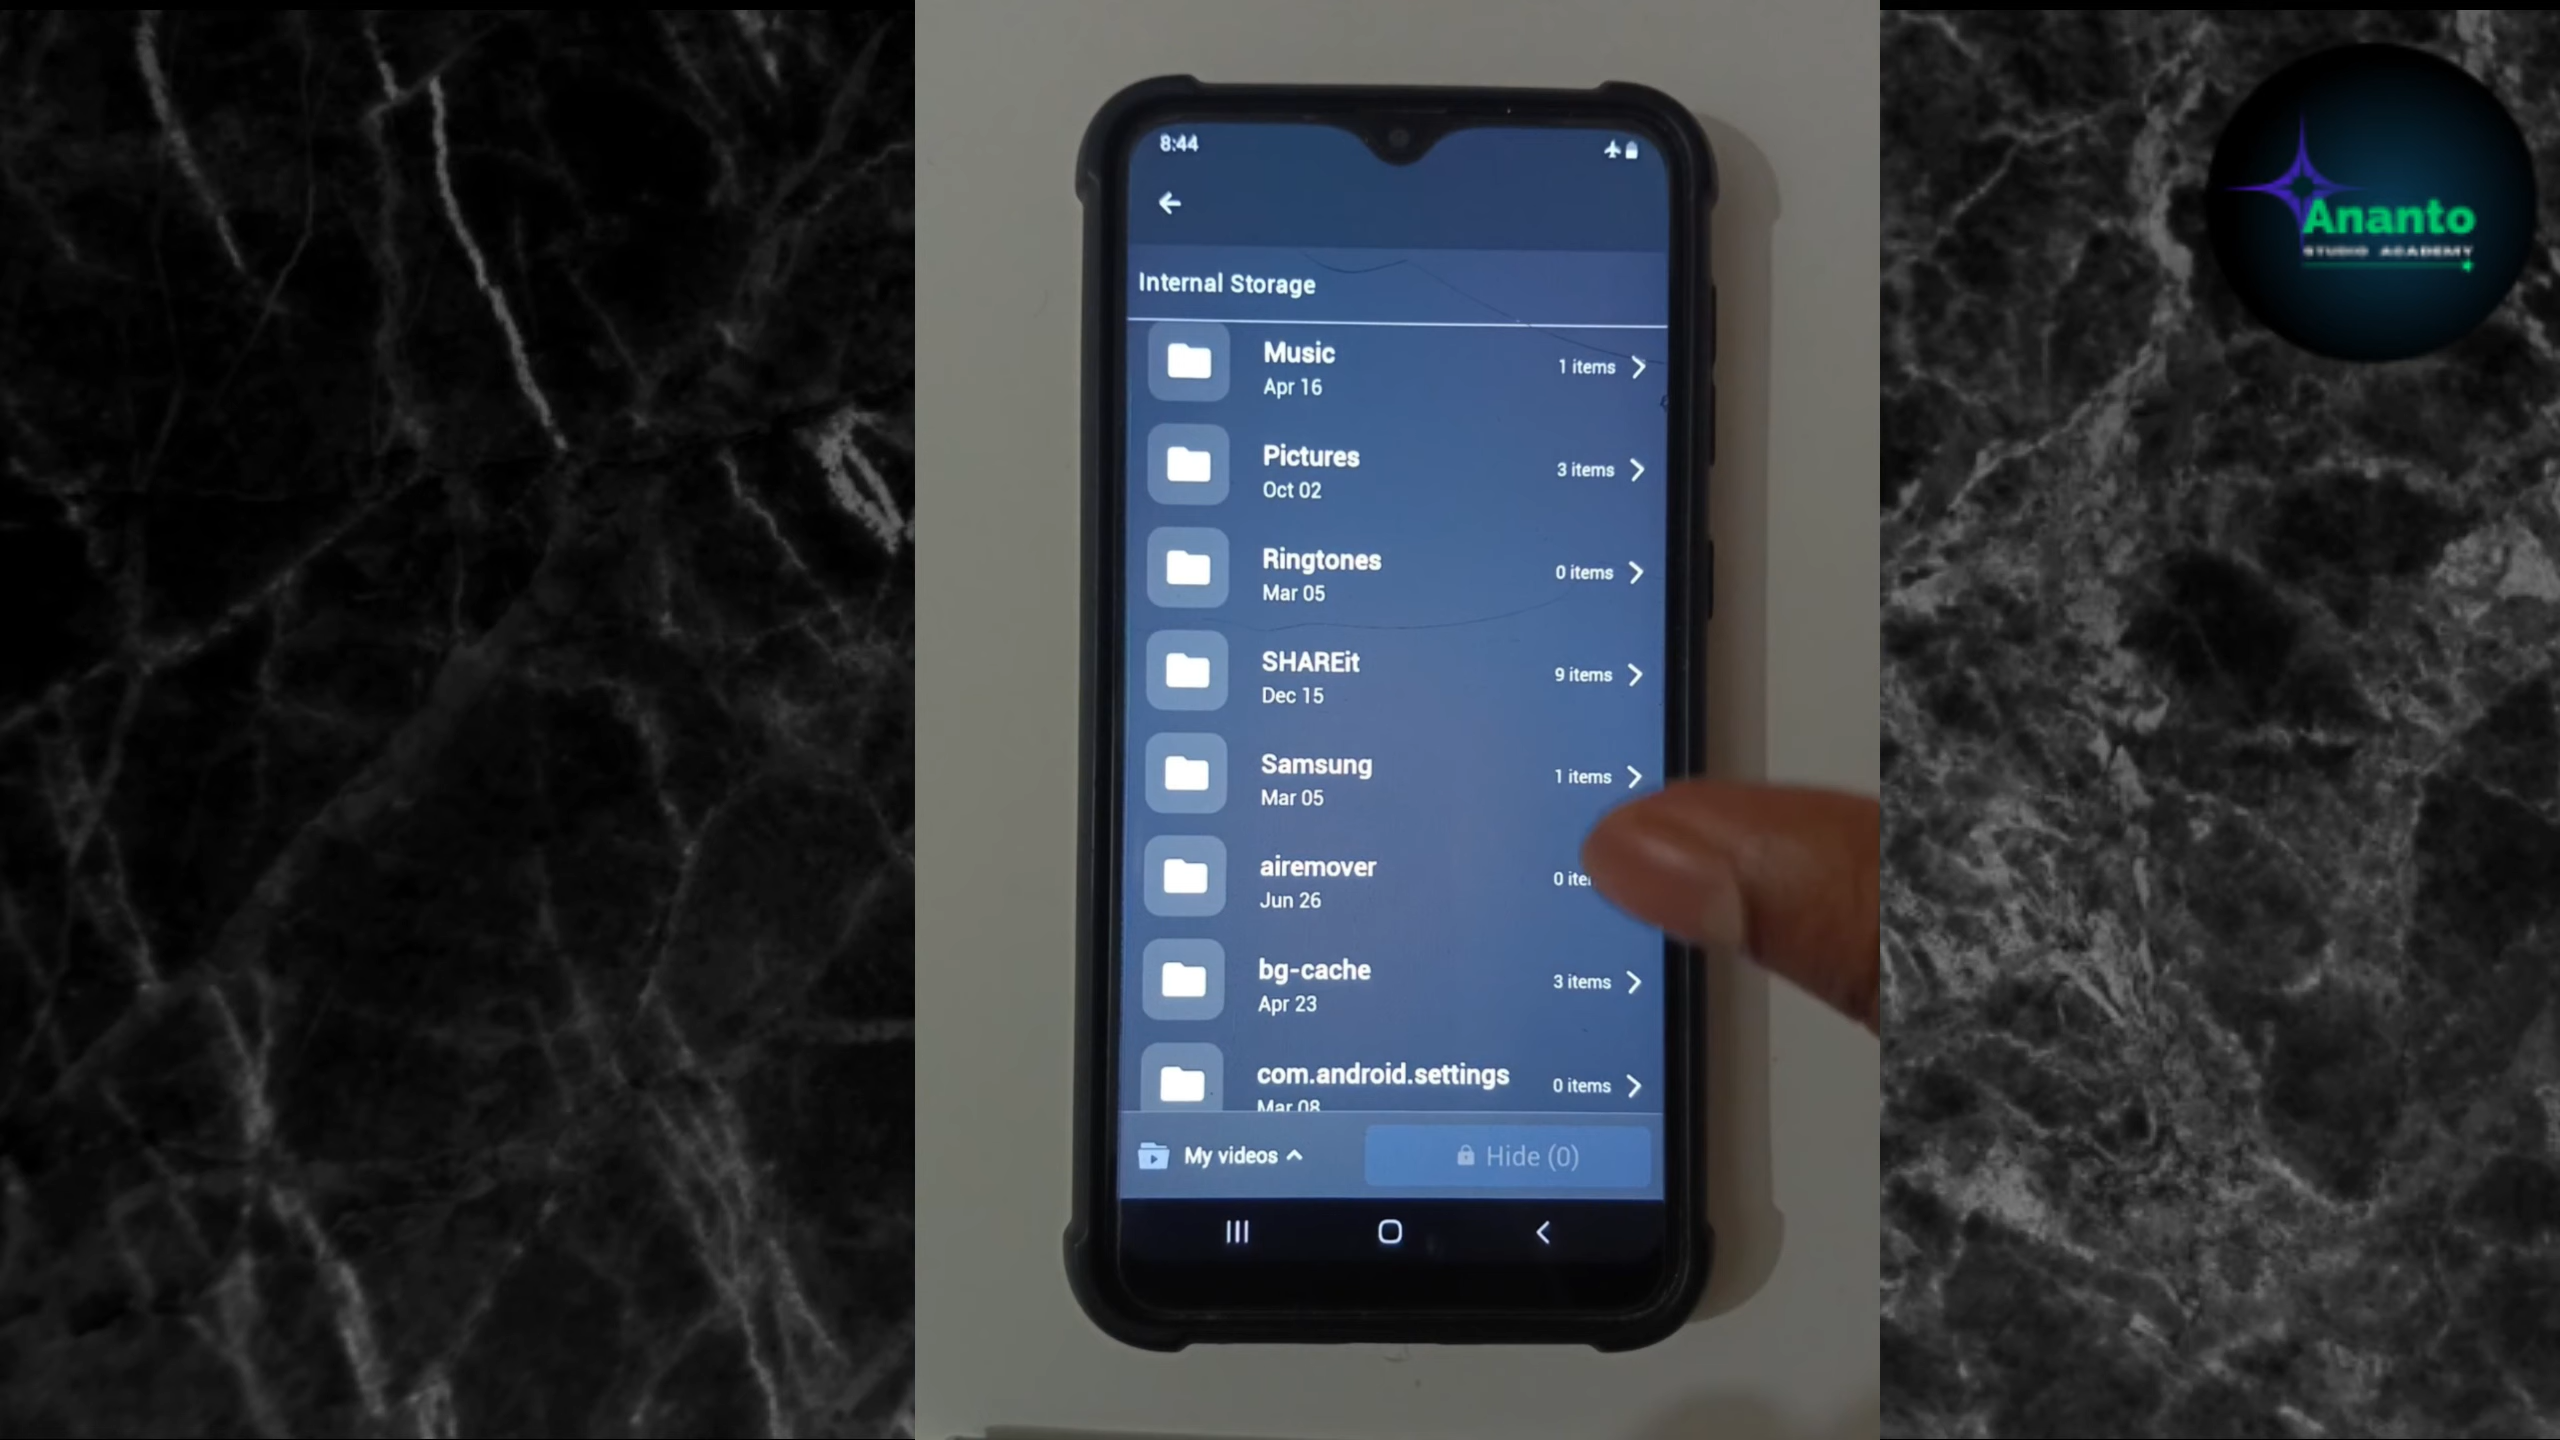 8:44
Internal Storage
Music
Apr 16
1 items
Pictures
Oct 02
3 items
Ringtones
Mar 05
0 items
SHAREit
Dec 15
9 items
Samsung
Mar 05
1 items
airemover
Jun 26
0 ite
bg-cache
Apr 23
3 items
com.android.settings
Mar 08
0 items
My videos
Hide (0)
Ananto
STUDIO ACADEMY